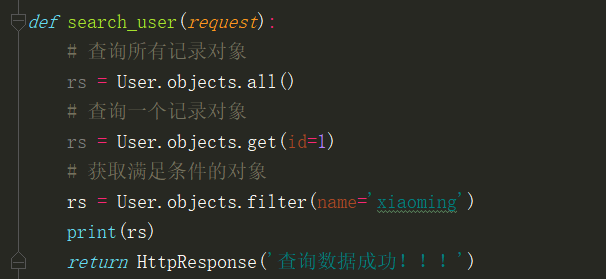 def search_user(request):
# 查询所有记录对象
rs = User.objects.all()
# 查询一个记录对象
rs = User.objects.get(id=1)
# 获取满足条件的对象
rs = User.objects.filter(name='xiaoming')
print(rs)
return HttpResponse('查询数据成功！！！')